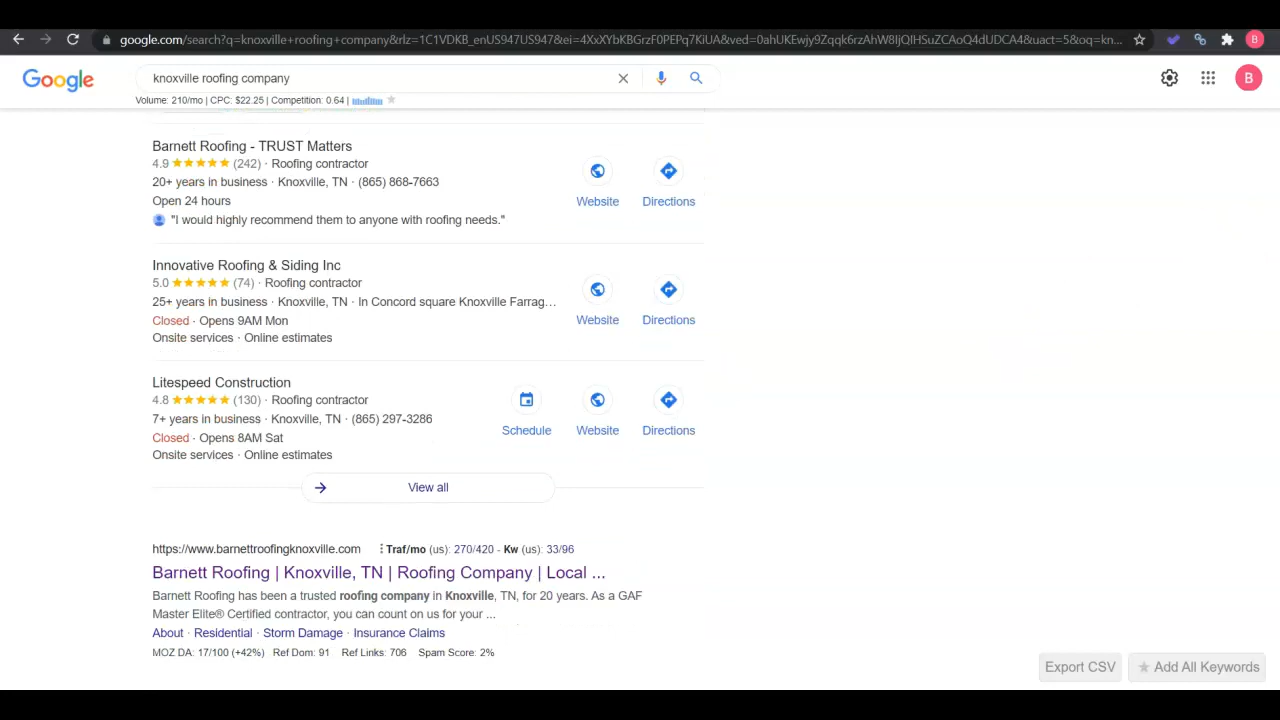 google.com/search?q=knoxville+roofing+company&rlz=1C1VDKB_enUS947US947&ei=4XxXYbKBGrzF0PEPq7KiUA&ved=0ahUKEwjy9Zqqk6rzAhW8IjQIHSuZCAoQ4dUDCA4&uact=5&oq=kn...
B
Google
knoxville roofing company
B
Volume: 210/mo | CPC: $22.25 | Competition: 0.64 |
Barnett Roofing - TRUST Matters
4.9 (242) · Roofing contractor
20+ years in business · Knoxville, TN · (865) 868-7663
Open 24 hours
"I would highly recommend them to anyone with roofing needs."
Website
Directions
Innovative Roofing & Siding Inc
5.0 (74) · Roofing contractor
25+ years in business · Knoxville, TN · In Concord square Knoxville Farrag...
Closed · Opens 9AM Mon
Onsite services · Online estimates
Website
Directions
Litespeed Construction
4.8 (130) · Roofing contractor
7+ years in business · Knoxville, TN · (865) 297-3286
Closed · Opens 8AM Sat
Onsite services · Online estimates
Schedule
Website
Directions
View all
https://www.barnettroofingknoxville.com Traf/mo (us): 270/420 - Kw (us): 33/96
Barnett Roofing | Knoxville, TN | Roofing Company | Local ...
Barnett Roofing has been a trusted roofing company in Knoxville, TN, for 20 years. As a GAF
Master Elite® Certified contractor, you can count on us for your ...
About · Residential · Storm Damage · Insurance Claims
MOZ DA: 17/100 (+42%) Ref Dom: 91 Ref Links: 706 Spam Score: 2%
Export CSV
Add All Keywords